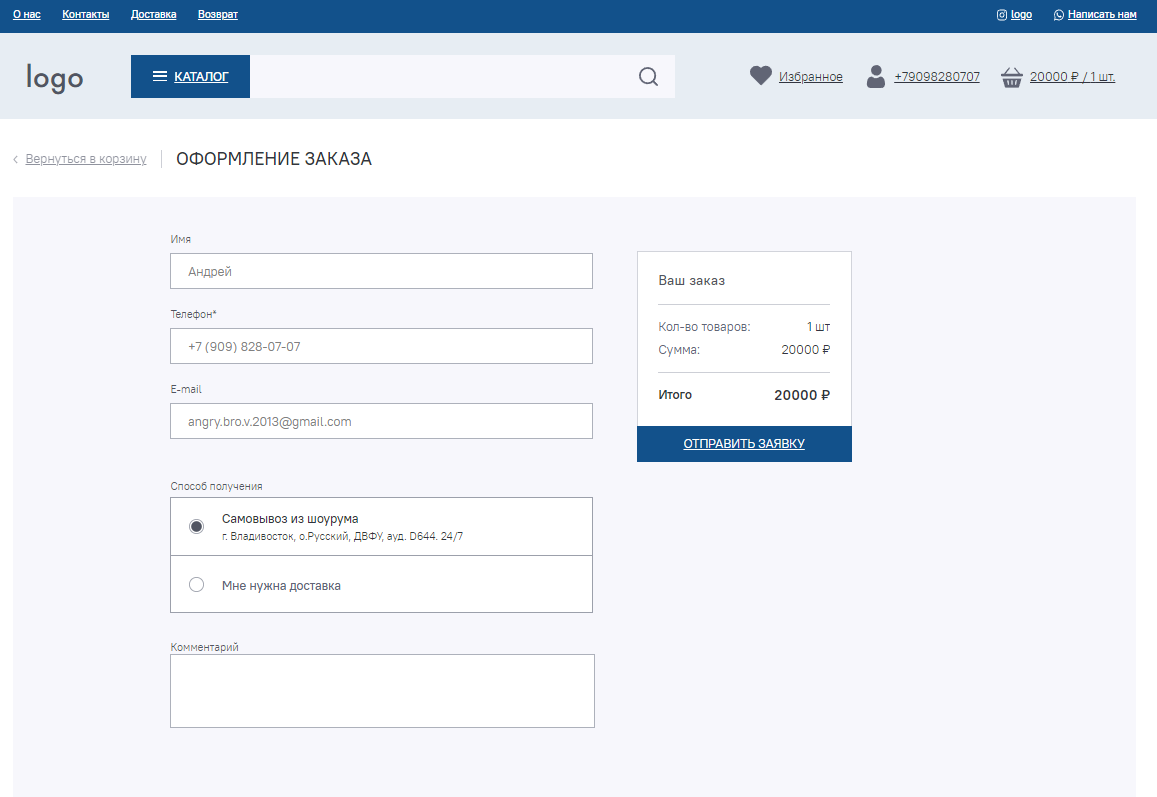 О нас Контакты Доставка Возврат logo Написать нам
logo КАТАЛОГ Избранное +79098280707 20000 ₽ / 1 шт.
Вернуться в корзину ОФОРМЛЕНИЕ ЗАКАЗА
Имя
Андрей
Телефон*
+7 (909) 828-07-07
E-mail
angry.bro.v.2013@gmail.com
Способ получения
Самовывоз из шоурума
г. Владивосток, о.Русский, ДВФУ, ауд. D644. 24/7
Мне нужна доставка
Комментарий
Ваш заказ
Кол-во товаров: 1 шт
Сумма: 20000 ₽
Итого 20000 ₽
ОТПРАВИТЬ ЗАЯВКУ